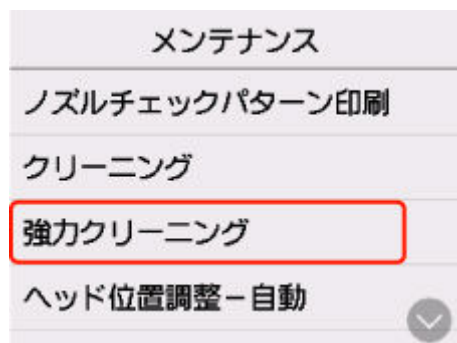 メンテナンス
ノズルチェックパターン印刷
クリーニング
強力クリーニング
ヘッド位置調整－自動